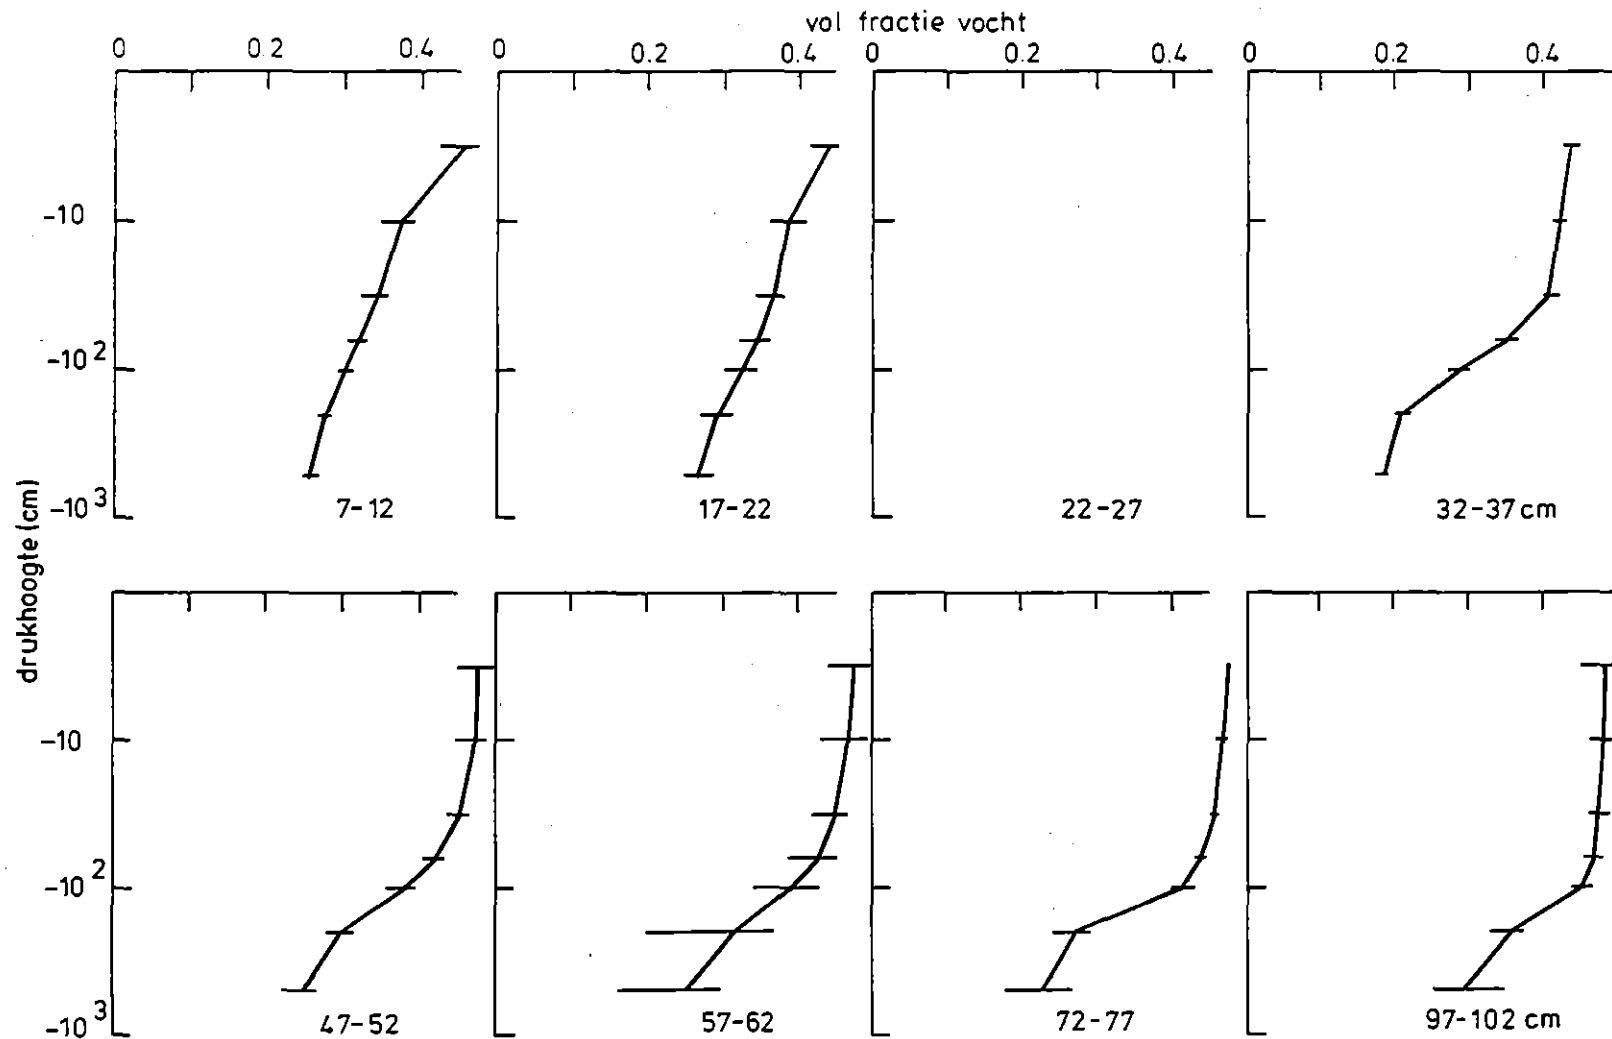 vol fractie vocht
0 0.2 0.4 0 0.2 0.4 0 0.2 0.4 0 0.2 0.4
-10
-10 2
-10 3
7-12 17-22 22-27 32-37 cm
drukhoogte (cm)
-10
-10 2
-10 3
47-52 57-62 72-77 97-102 cm